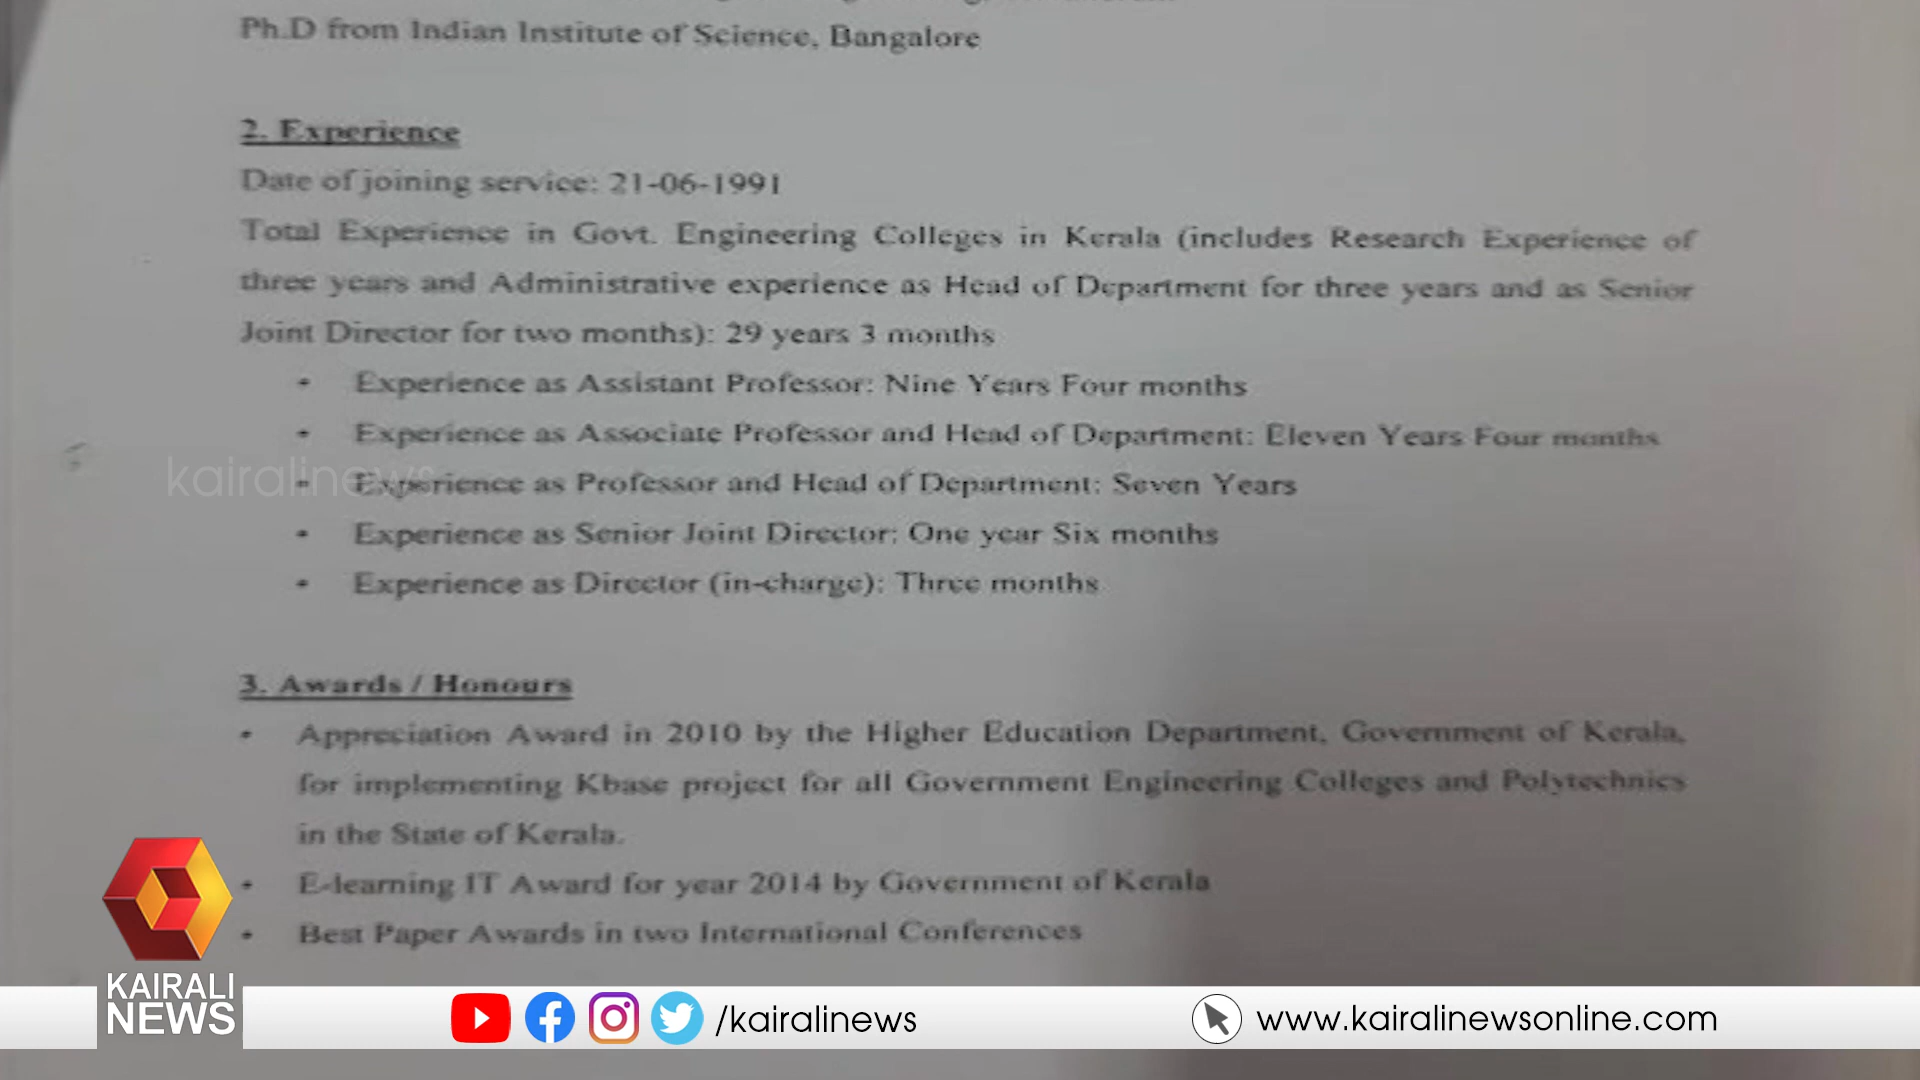 Ph.D from Indian Institute of Science, Bangalore
2. Experience
Date of joining service: 21-06-1991
Total Experience in Govt. Engineering Colleges in Kerala (includes Research Experience of
three years and Administrative experience as Head of Department for three years and as Senior
Joint Director for two months): 29 years 3 months
• Experience as Assistant Professor: Nine Years Four months
• Experience as Associate Professor and Head of Department: Eleven Years Four months
kairalinews
• Experience as Professor and Head of Department: Seven Years
• Experience as Senior Joint Director: One year Six months
• Experience as Director (in-charge): Three months
3. Awards / Honours
• Appreciation Award in 2010 by the Higher Education Department, Government of Kerala,
for implementing Kbase project for all Government Engineering Colleges and Polytechnics
in the State of Kerala.
• E-learning IT Award for year 2014 by Government of Kerala
• Best Paper Awards in two International Conferences
KAIRALI
NEWS
/kairalinews
www.kairalinewsonline.com